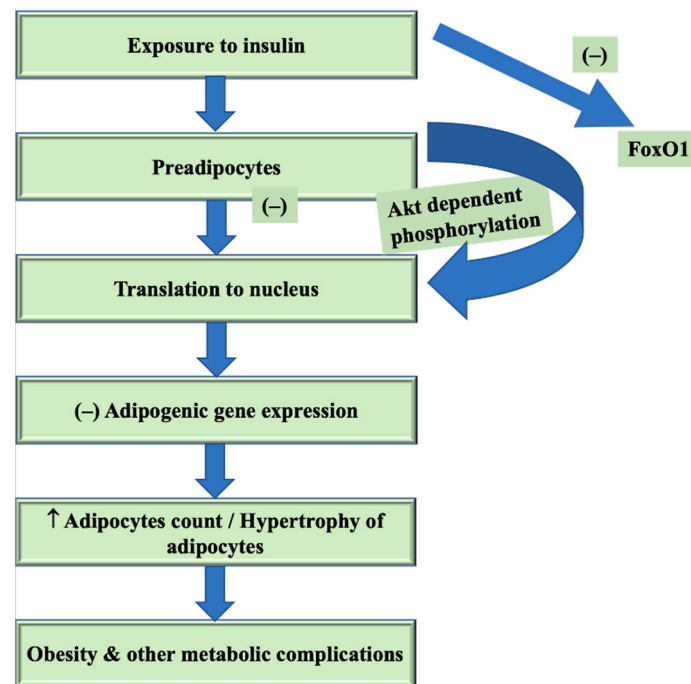 Exposure to insulin
(–)
FoxO1
Preadipocytes
(–)
Akt dependent
phosphorylation
Translation to nucleus
(–) Adipogenic gene expression
↑ Adipocytes count / Hypertrophy of
adipocytes
Obesity & other metabolic complications